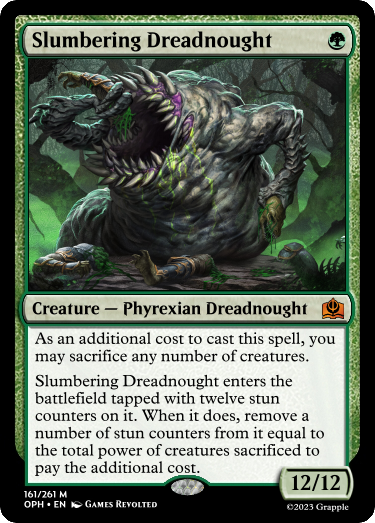 Slumbering Dreadnought
Creature — Phyrexian Dreadnought
As an additional cost to cast this spell, you
may sacrifice any number of creatures.
Slumbering Dreadnought enters the
battlefield tapped with twelve stun
counters on it. When it does, remove a
number of stun counters from it equal to
the total power of creatures sacrificed to
pay the additional cost.
12/12
161/261 M
OPH • EN Games Revolted
©2023 Grapple